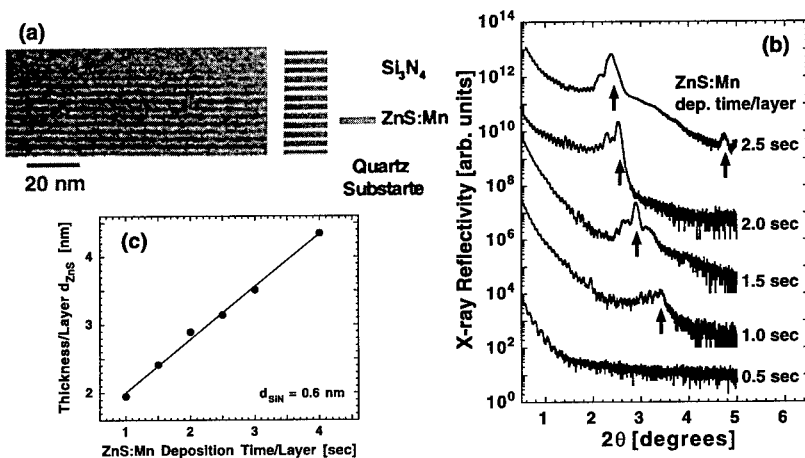 (a)
Si3N4
ZnS:Mn
Quartz
Substarte
20 nm
(b)
X-ray Reflectivity [arb. units]
10^14
10^12
10^10
10^8
10^6
10^4
10^2
10^0
ZnS:Mn
dep. time/layer
2.5 sec
2.0 sec
1.5 sec
1.0 sec
0.5 sec
1 2 3 4 5 6
2θ [degrees]
(c)
Thickness/Layer dZnS [nm]
4
3
2
dSiN = 0.6 nm
1 2 3 4
ZnS:Mn Deposition Time/Layer [sec]